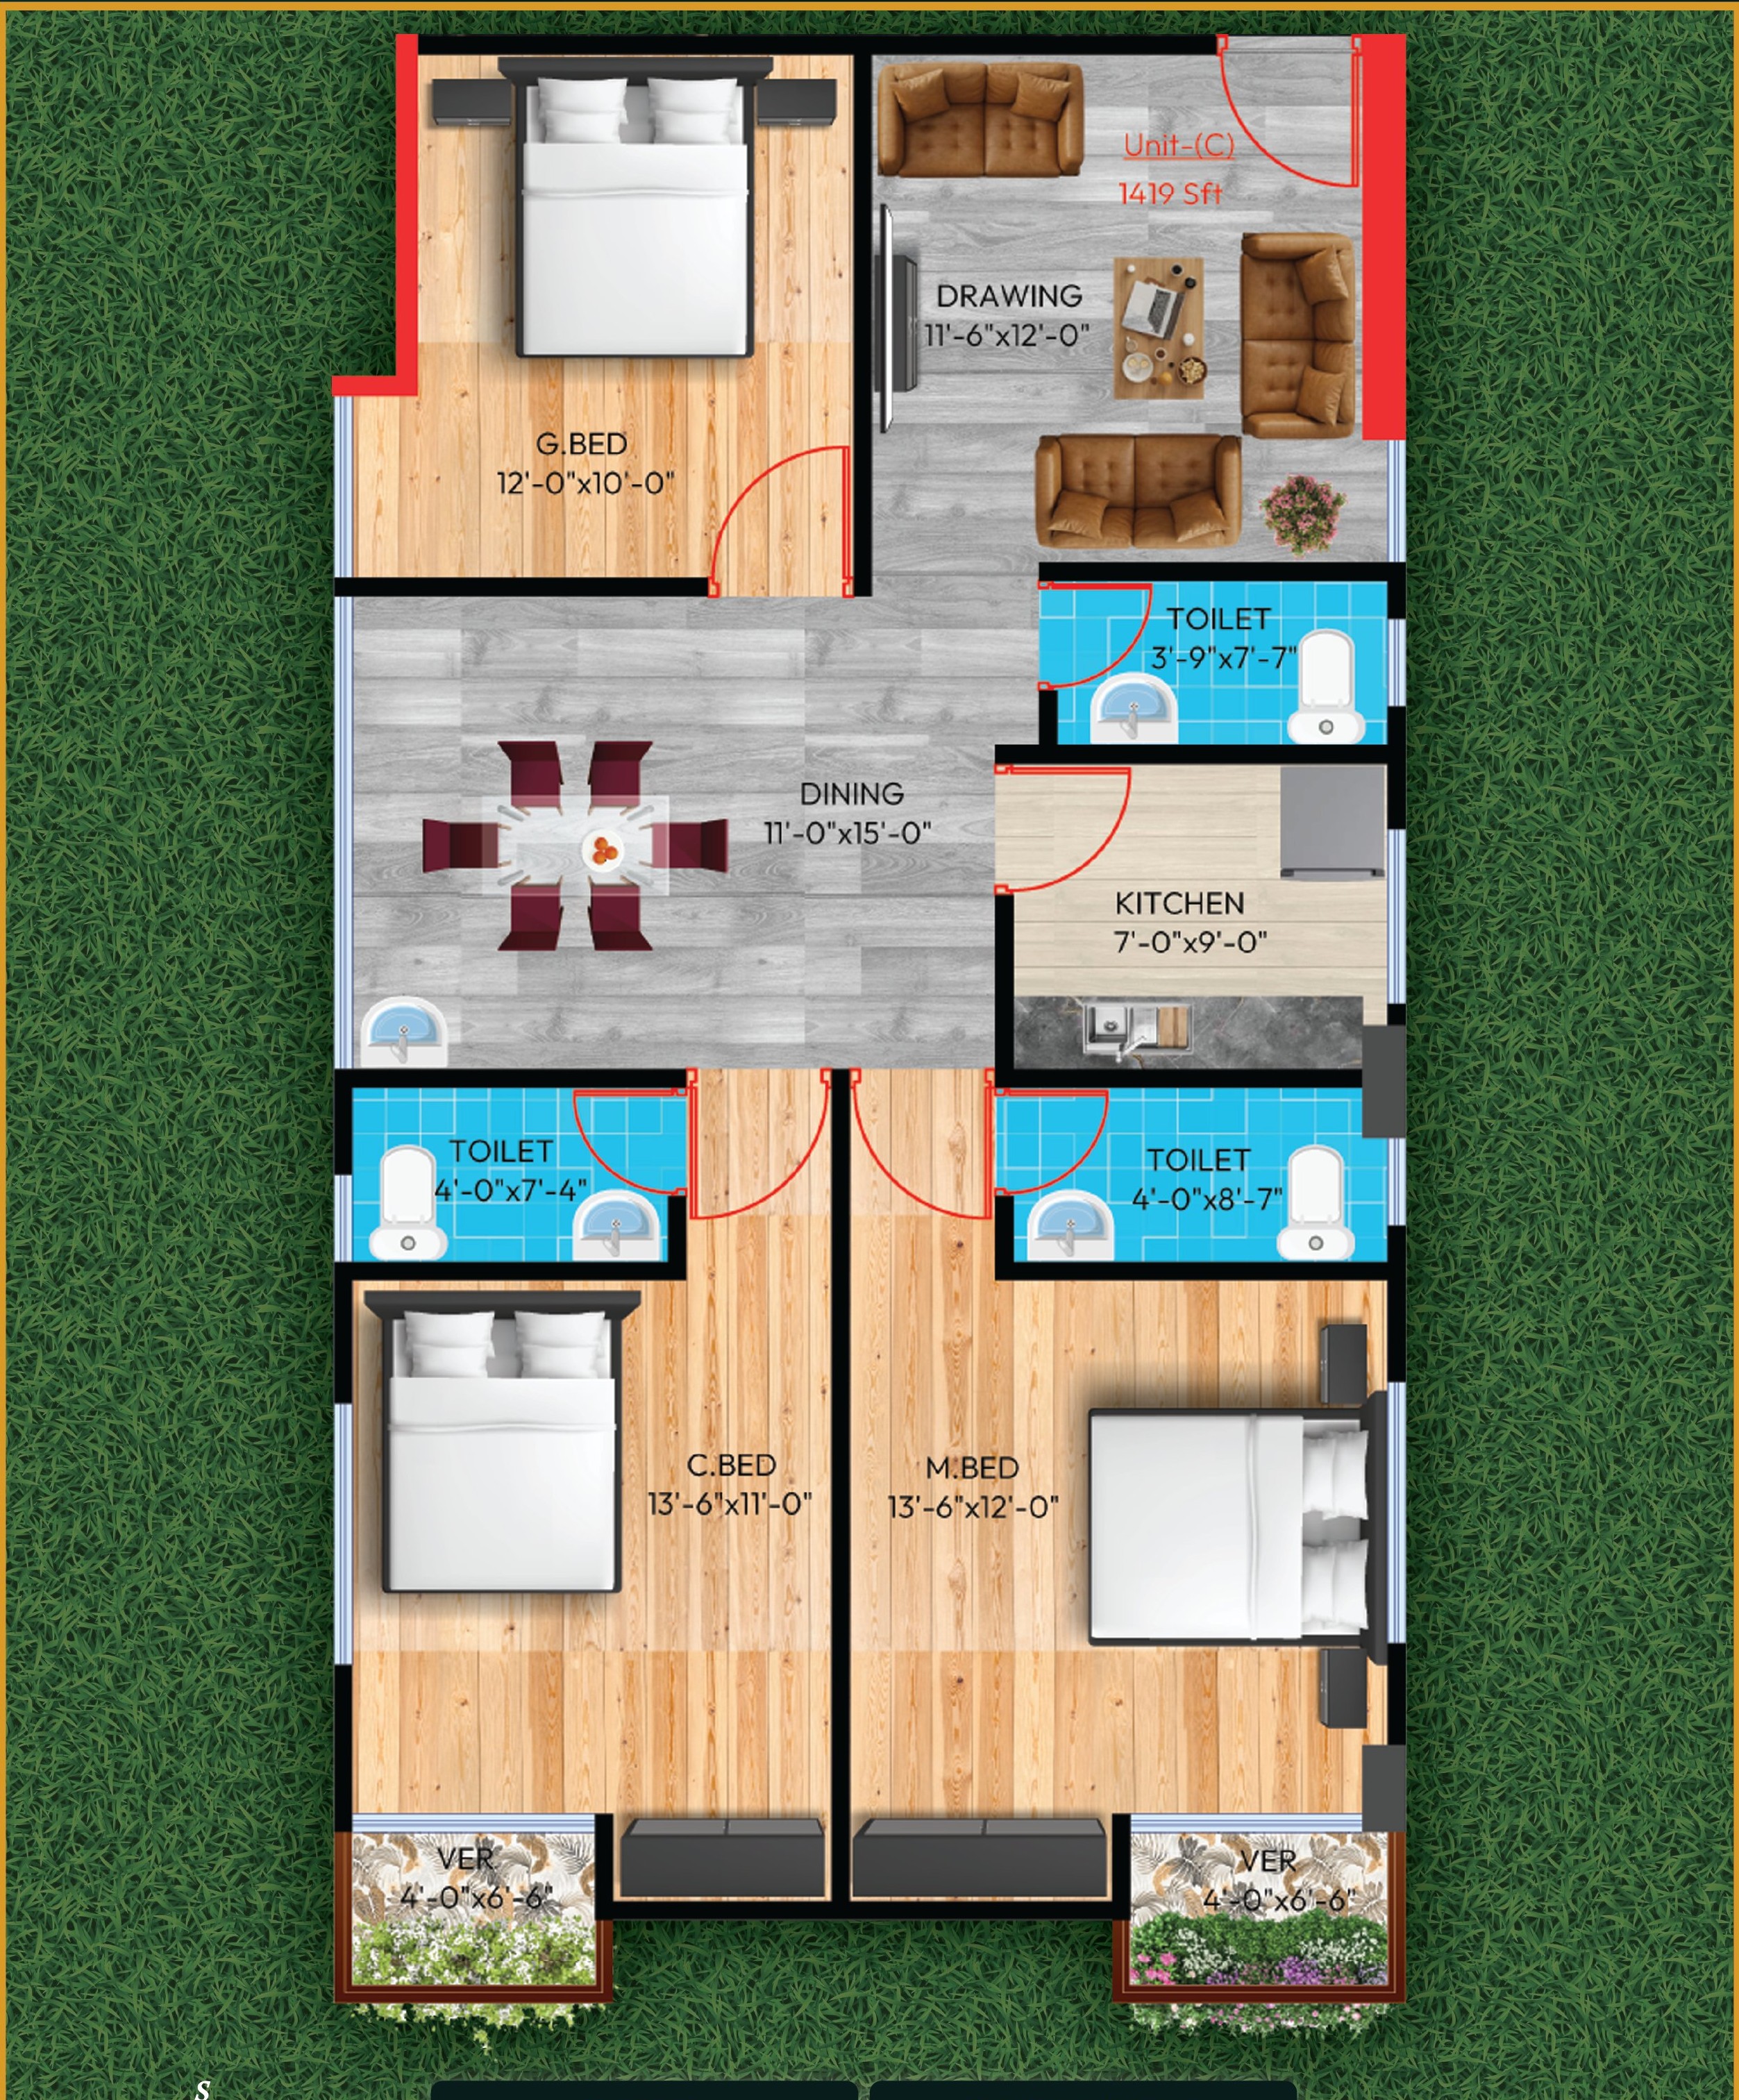 Unit-(C)
1419 Sft
DRAWING
11'-6"x12'-0"
G.BED
12'-0"x10'-0"
TOILET
3'-9"x7'-7"
DINING
11'-0"x15'-0"
KITCHEN
7'-0"x9'-0"
TOILET
4'-0"x7'-4"
TOILET
4'-0"x8'-7"
C.BED
13'-6"x11'-0"
M.BED
13'-6"x12'-0"
VER
4'-0"x6'-6"
VER
4'-0"x6'-6"
s